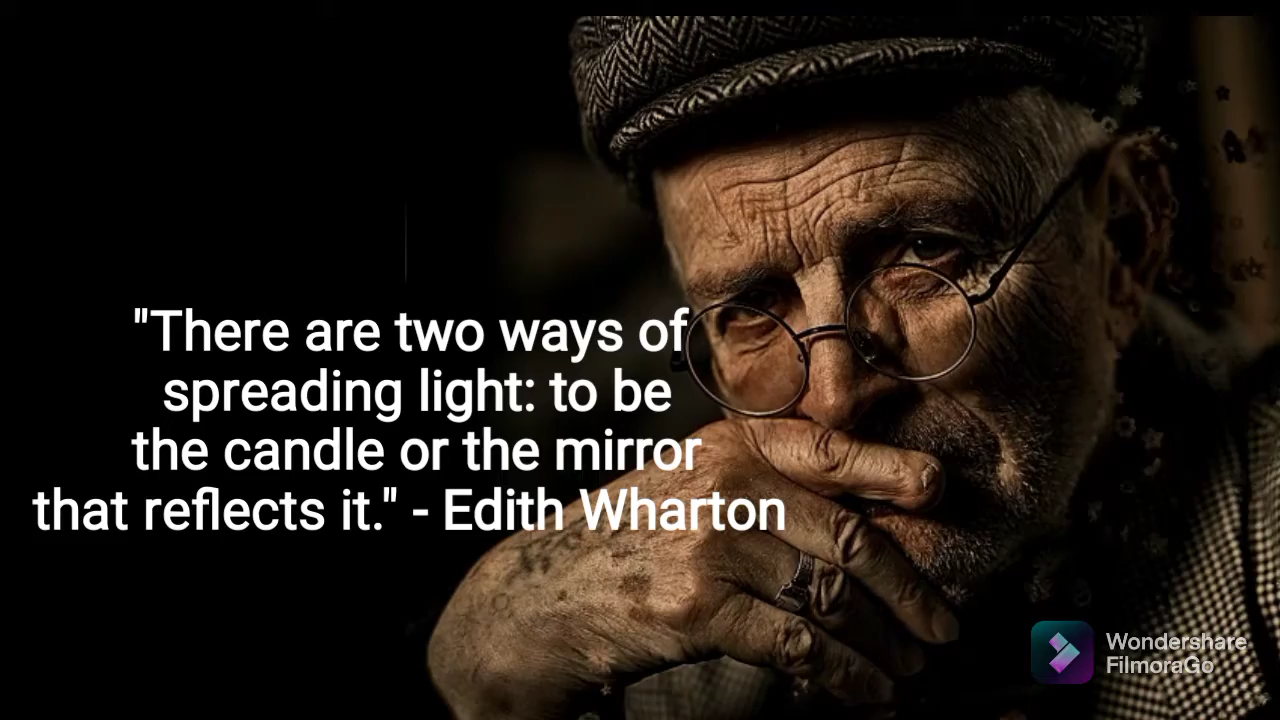 "There are two ways of
spreading light: to be
the candle or the mirror
that reflects it." - Edith Wharton
Wondershare
FilmoraGo